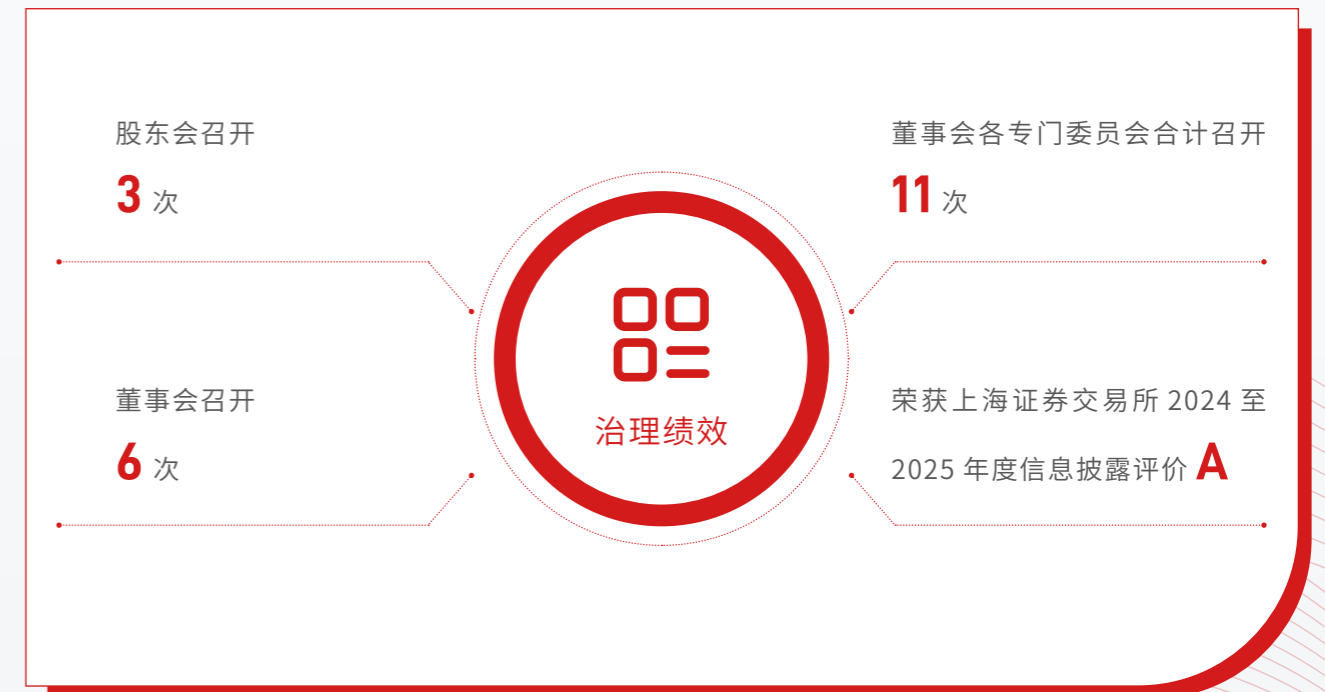 股东会召开
3 次
董事会召开
6 次
治理绩效
董事会各专门委员会合计召开
11 次
荣获上海证券交易所 2024 至
2025 年度信息披露评价 A